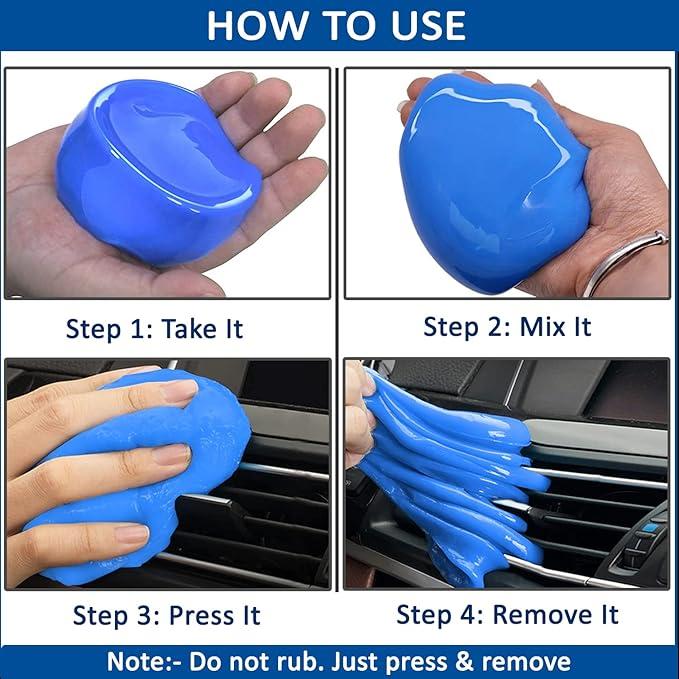 HOW TO USE
Step 1: Take It
Step 2: Mix It
Step 3: Press It
Step 4: Remove It
Note:- Do not rub. Just press & remove